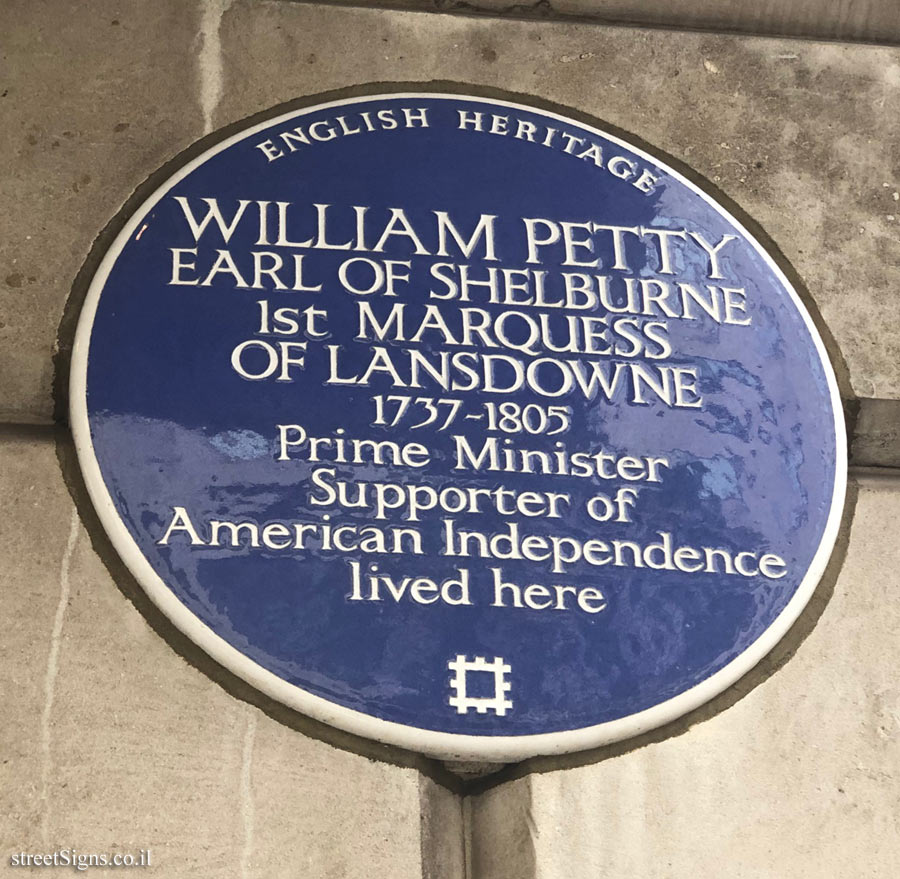 ENGLISH HERITAGE
WILLIAM PETTY
EARL OF SHELBURNE
1st MARQUESS
OF LANSDOWNE
1737-1805
Prime Minister
Supporter of
American Independence
lived here
streetSigns.co.il